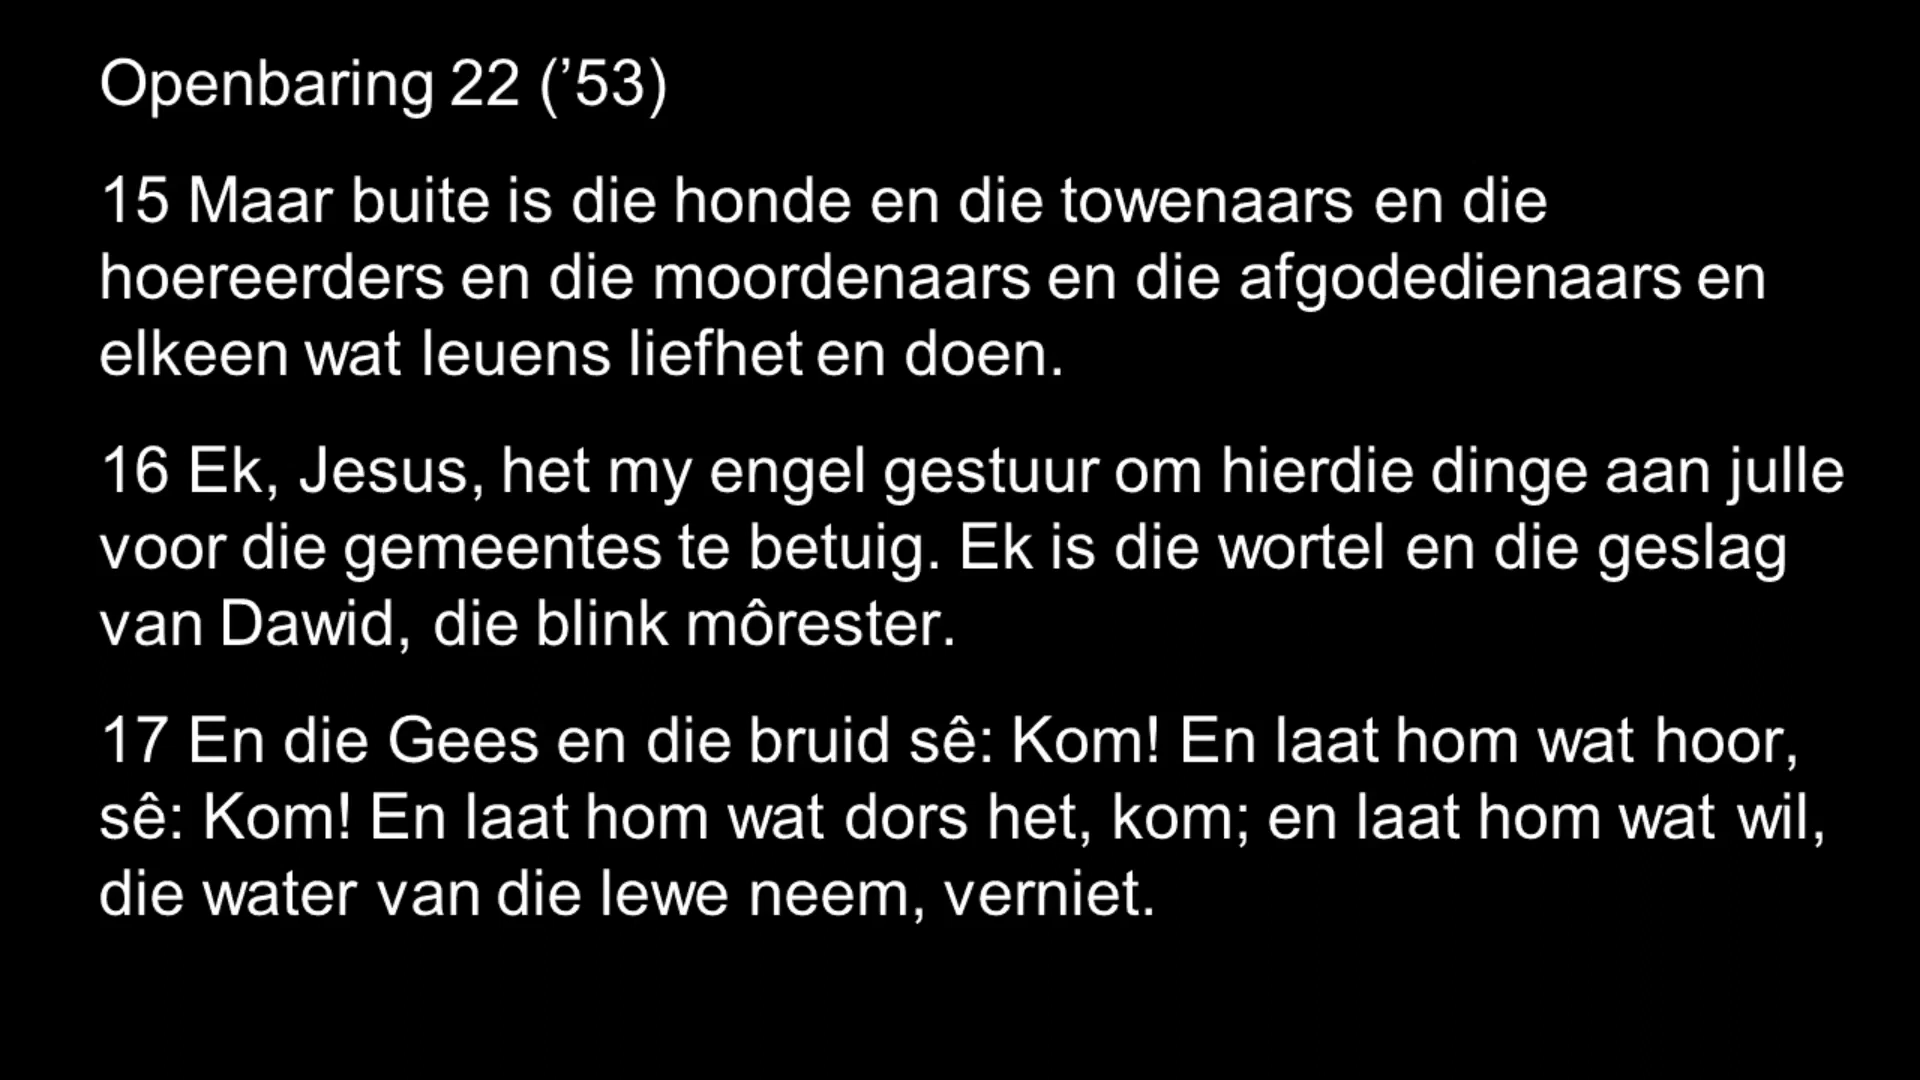 Openbaring 22 (’53)
15 Maar buite is die honde en die towenaars en die
hoereerders en die moordenaars en die afgodedienaars en
elkeen wat leuens liefhet en doen.
16 Ek, Jesus, het my engel gestuur om hierdie dinge aan julle
voor die gemeentes te betuig. Ek is die wortel en die geslag
van Dawid, die blink môrester.
17 En die Gees en die bruid sê: Kom! En laat hom wat hoor,
sê: Kom! En laat hom wat dors het, kom; en laat hom wat wil,
die water van die lewe neem, verniet.